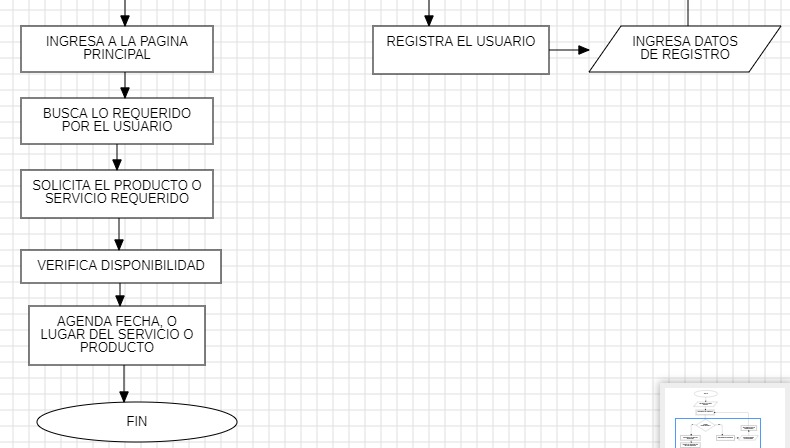 INGRESA A LA PAGINA
PRINCIPAL
REGISTRA EL USUARIO
INGRESA DATOS
DE REGISTRO
BUSCA LO REQUERIDO
POR EL USUARIO
SOLICITA EL PRODUCTO O
SERVICIO REQUERIDO
VERIFICA DISPONIBILIDAD
AGENDA FECHA, O
LUGAR DEL SERVICIO O
PRODUCTO
FIN